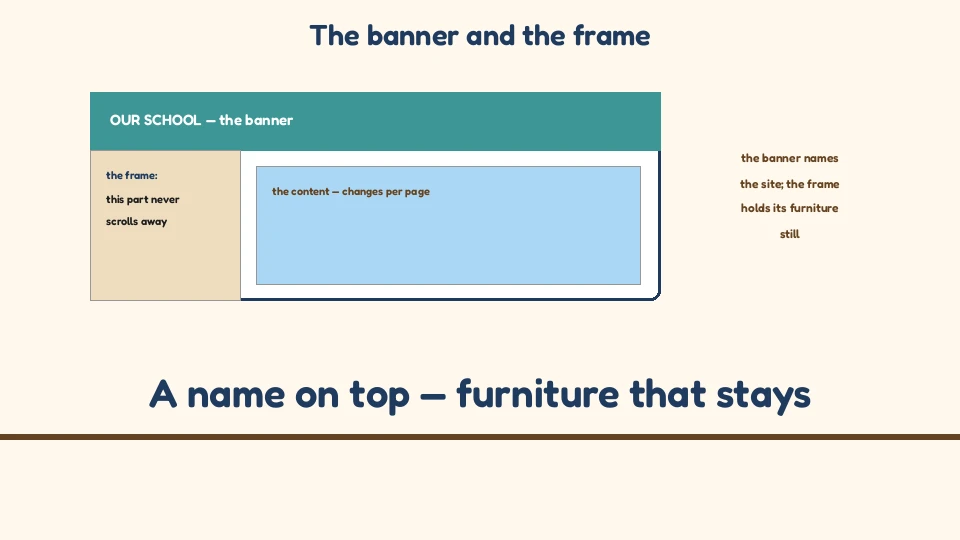 The banner and the frame
OUR SCHOOL — the banner
the frame:
this part never
scrolls away
the content — changes per page
the banner names
the site; the frame
holds its furniture
still
A name on top — furniture that stays